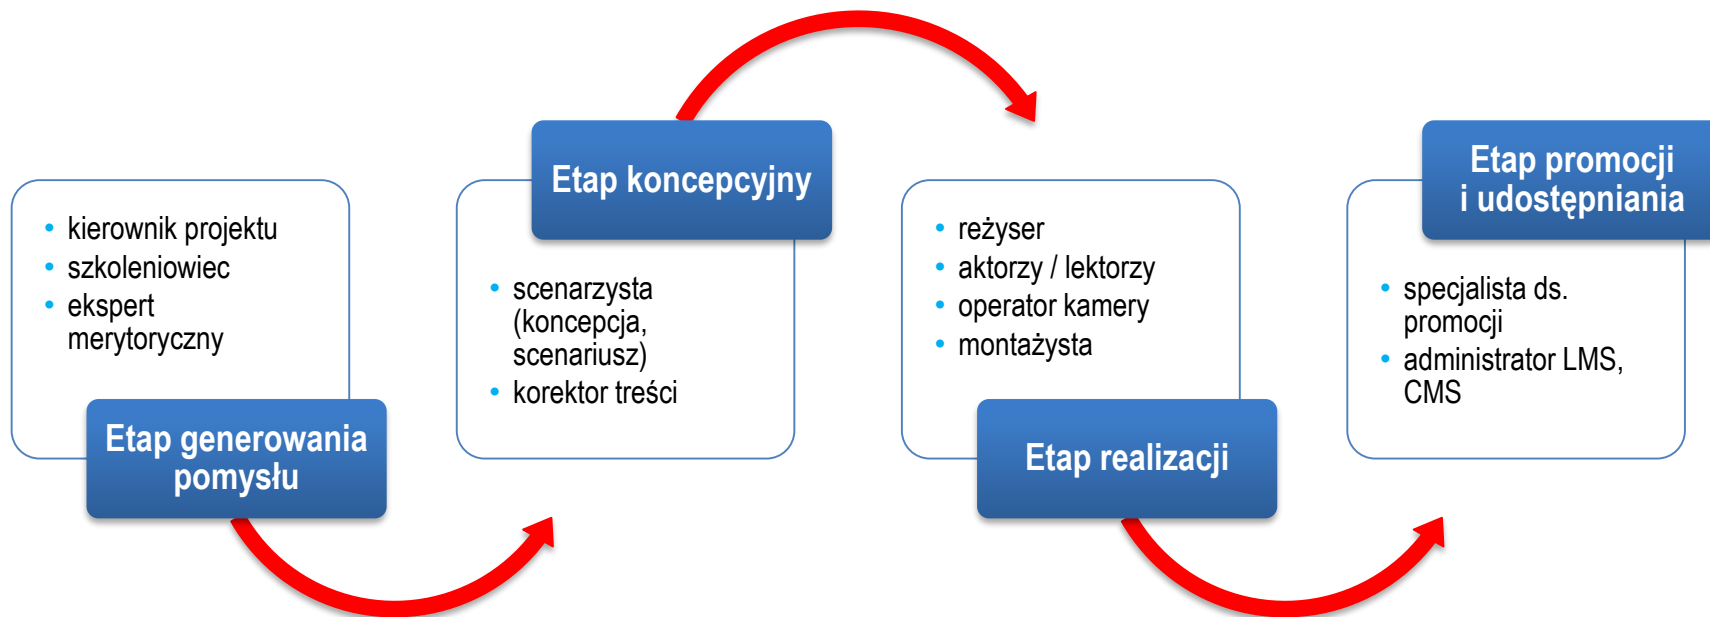 kierownik projektu
szkoleniowiec
ekspert
merytoryczny
Etap generowania
pomysłu
Etap koncepcyjny
scenarzysta
(koncepcja,
scenariusz)
korektor treści
reżyser
aktorzy / lektorzy
operator kamery
montażysta
Etap realizacji
Etap promocji
i udostępniania
specjalista ds.
promocji
administrator LMS,
CMS